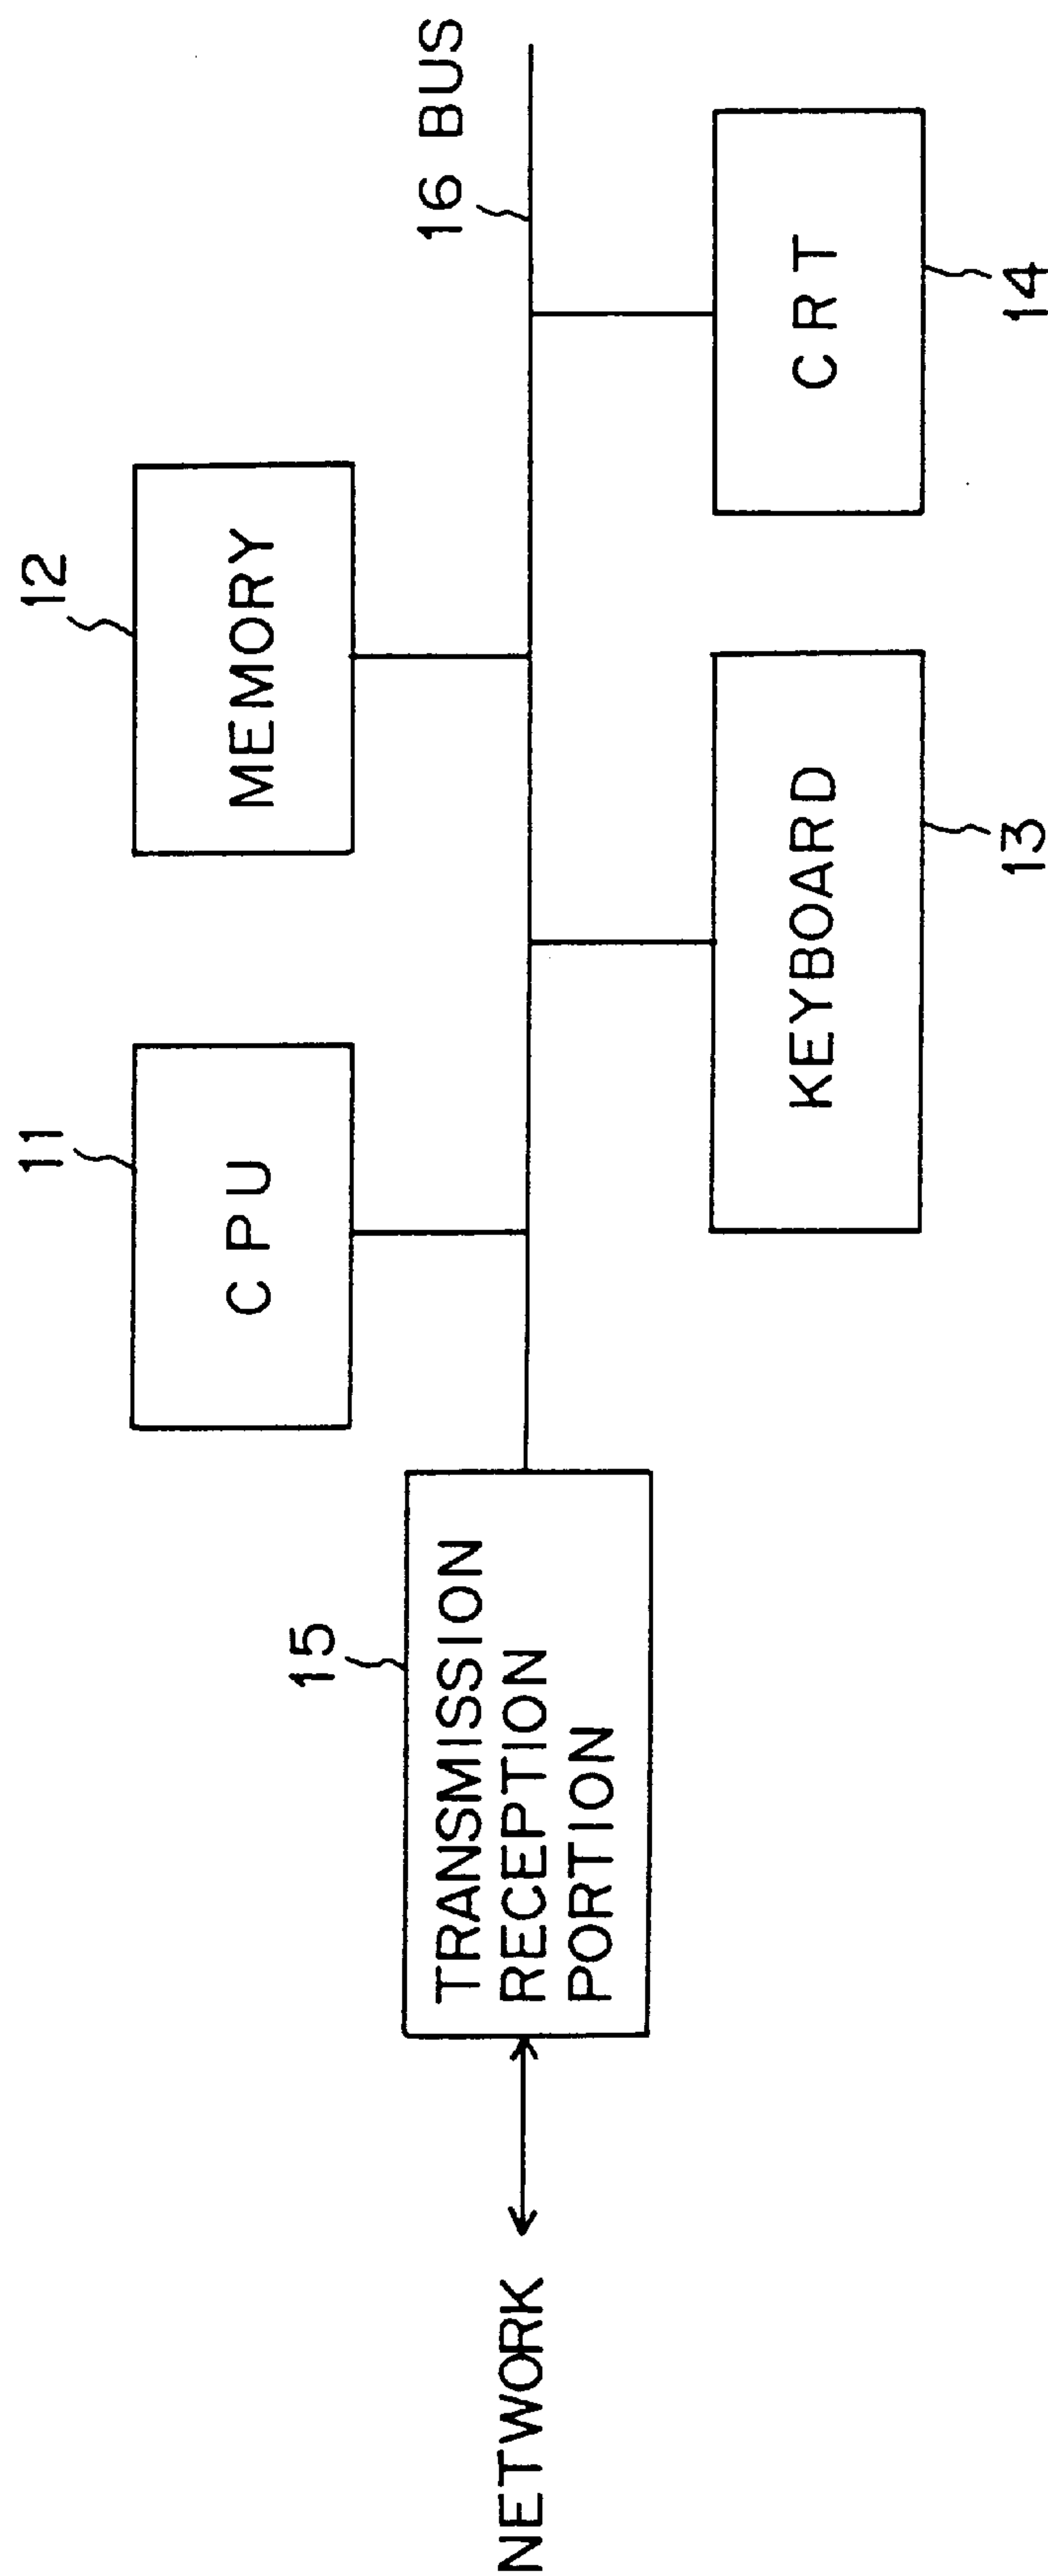 11
CPU
12
MEMORY
16 BUS
15
TRANSMISSION
RECEPTION
PORTION
NETWORK
KEYBOARD
13
CRT
14